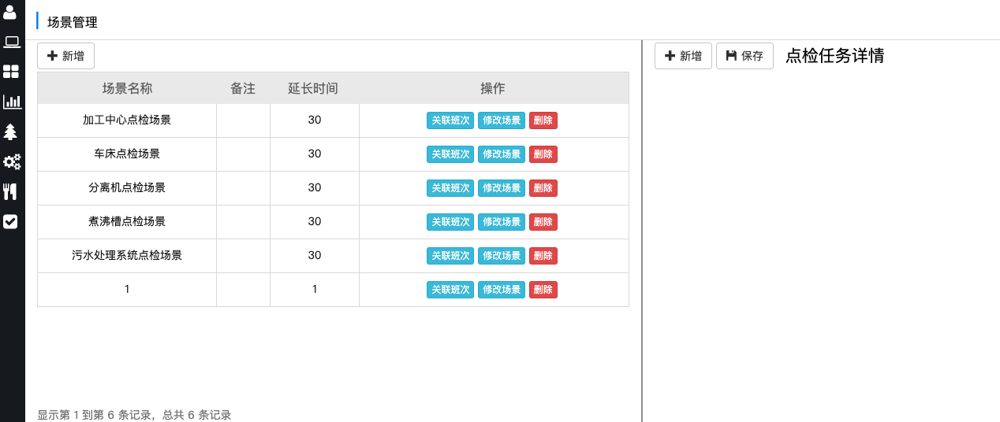 场景管理
新增
场景名称 备注 延长时间 操作
加工中心点检场景 30 关联班次 修改场景 删除
车床点检场景 30 关联班次 修改场景 删除
分离机点检场景 30 关联班次 修改场景 删除
煮沸槽点检场景 30 关联班次 修改场景 删除
污水处理系统点检场景 30 关联班次 修改场景 删除
1 1 关联班次 修改场景 删除
显示第 1 到第 6 条记录，总共 6 条记录
新增 保存 点检任务详情